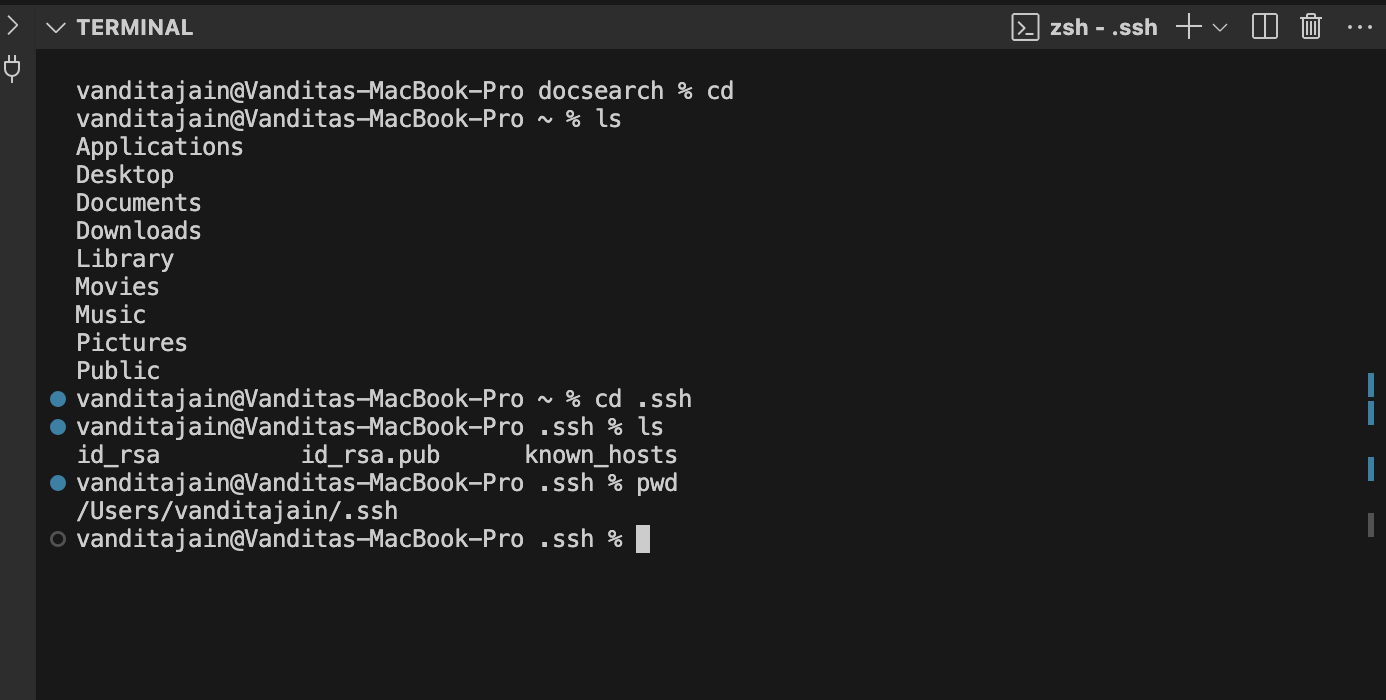 TERMINAL
zsh - .ssh
vanditajain@Vanditas-MacBook-Pro docsearch % cd
vanditajain@Vanditas-MacBook-Pro ~ % ls
Applications
Desktop
Documents
Downloads
Library
Movies
Music
Pictures
Public
vanditajain@Vanditas-MacBook-Pro ~ % cd .ssh
vanditajain@Vanditas-MacBook-Pro .ssh % ls
id_rsa id_rsa.pub known_hosts
vanditajain@Vanditas-MacBook-Pro .ssh % pwd
/Users/vanditajain/.ssh
vanditajain@Vanditas-MacBook-Pro .ssh %